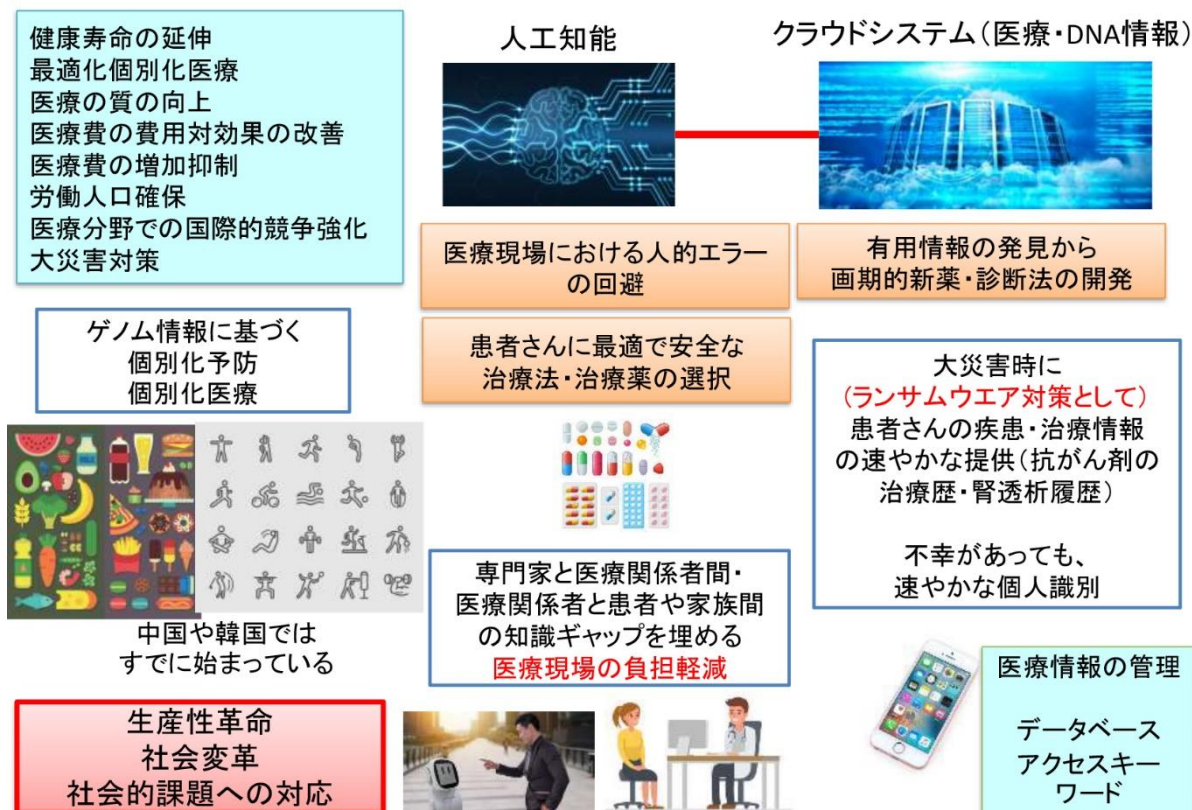 健康寿命の延伸
最適化個別化医療
医療の質の向上
医療費の費用対効果の改善
医療費の増加抑制
労働人口確保
医療分野での国際的競争強化
大災害対策
人工知能
クラウドシステム(医療・DNA情報)
医療現場における人的エラー
の回避
有用情報の発見から
画期的新薬・診断法の開発
ゲノム情報に基づく
個別化予防
個別化医療
患者さんに最適で安全な
治療法・治療薬の選択
大災害時に
(ランサムウエア対策として)
患者さんの疾患・治療情報
の速やかな提供(抗がん剤の
治療歴・腎透析履歴)
不幸があっても、
速やかな個人識別
中国や韓国では
すでに始まっている
専門家と医療関係者間・
医療関係者と患者や家族間
の知識ギャップを埋める
医療現場の負担軽減
生産性革命
社会変革
社会的課題への対応
医療情報の管理
データベース
アクセスキー
ワード